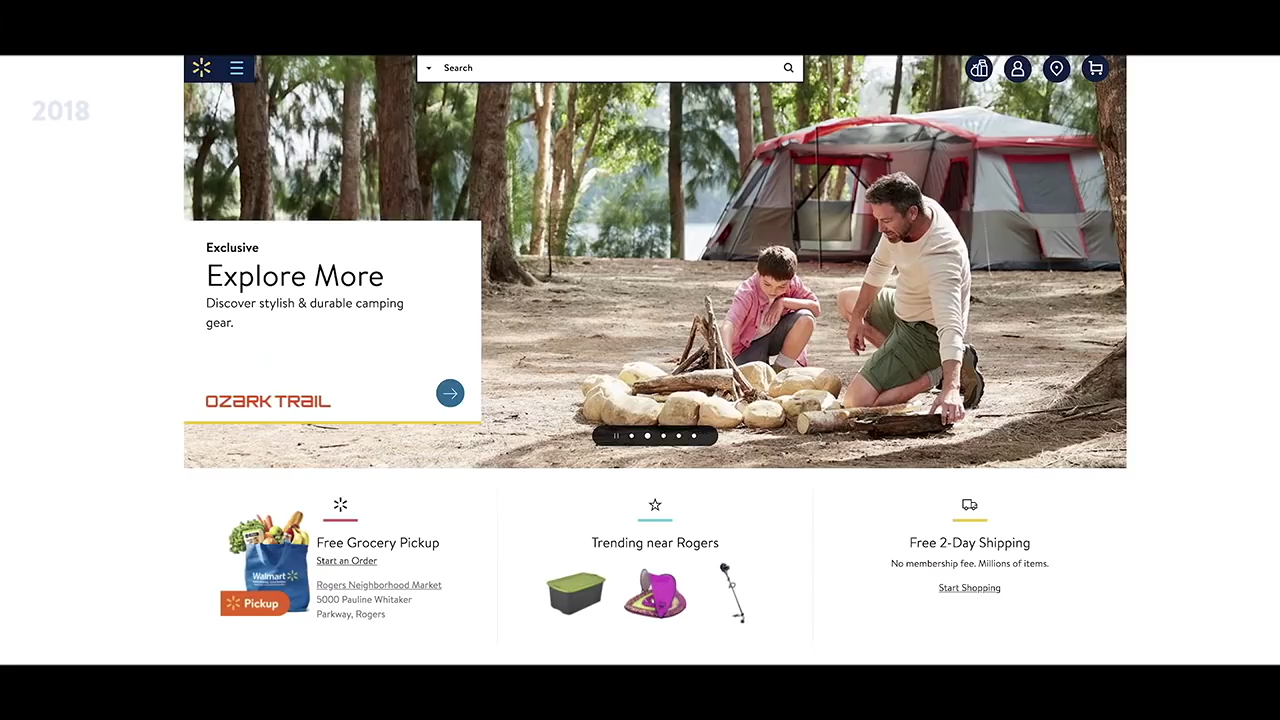 Search
2018
Exclusive
Explore More
Discover stylish & durable camping
gear.
OZARK TRAIL
Free Grocery Pickup
Start an Order
Rogers Neighborhood Market
5000 Pauline Whitaker
Parkway, Rogers
Walmart
Pickup
Trending near Rogers
Free 2-Day Shipping
No membership fee. Millions of items.
Start Shopping